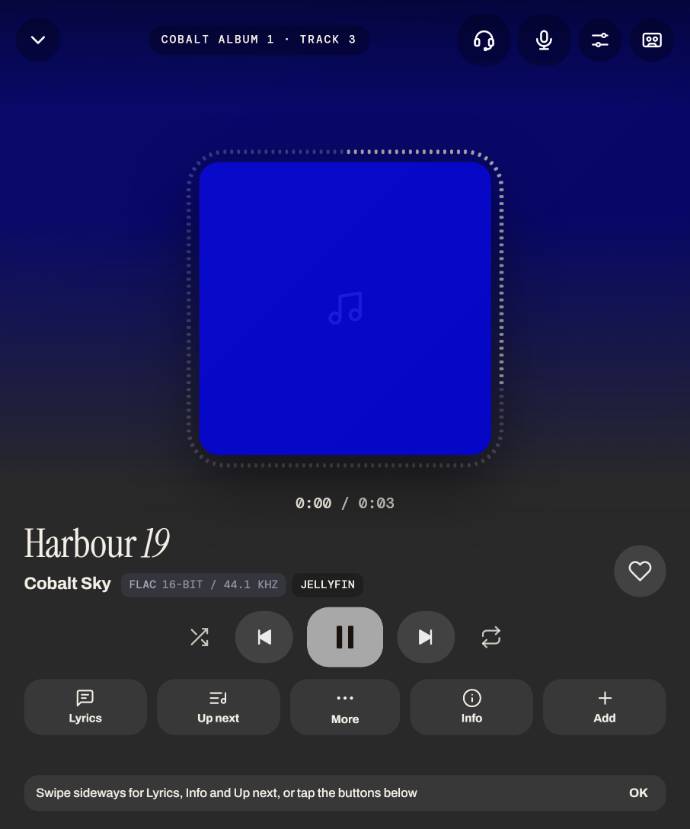 COBALT ALBUM 1 · TRACK 3
0:00 / 0:03
Harbour 19
Cobalt Sky FLAC 16-BIT / 44.1 KHZ JELLYFIN
Lyrics Up next More Info Add
Swipe sideways for Lyrics, Info and Up next, or tap the buttons below OK